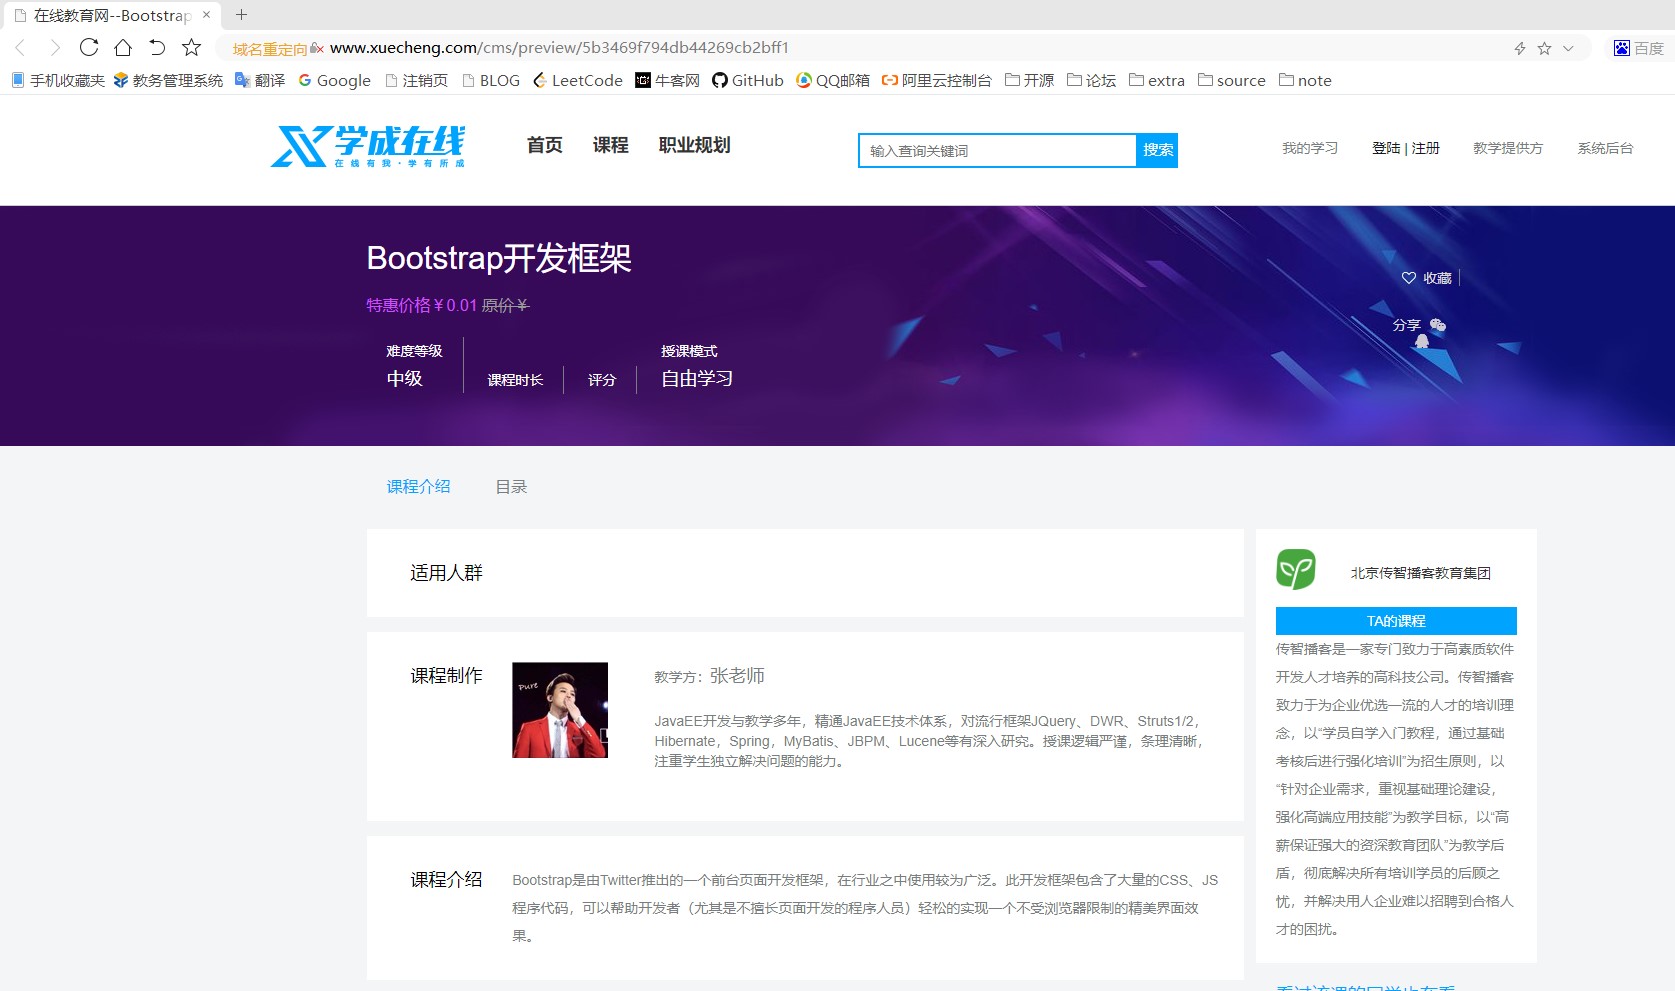 在线教育网--Bootstrap
域名重定向 www.xuecheng.com/cms/preview/5b3469f794db44269cb2bff1
百度
手机收藏夹 教务管理系统 翻译 Google 注销页 BLOG LeetCode 牛客网 GitHub QQ邮箱 阿里云控制台 开源 论坛 extra source note
学成在线
在线有我·学有所成
首页 课程 职业规划
输入查询关键词 搜索
我的学习 登陆 | 注册 教学提供方 系统后台
Bootstrap开发框架
特惠价格￥0.01 原价￥
收藏
分享
难度等级
中级
课程时长
评分
授课模式
自由学习
课程介绍 目录
适用人群
课程制作
Pure
教学方：张老师
JavaEE开发与教学多年，精通JavaEE技术体系，对流行框架JQuery、DWR、Struts1/2，
Hibernate，Spring，MyBatis、JBPM、Lucene等有深入研究。授课逻辑严谨，条理清晰，
注重学生独立解决问题的能力。
课程介绍
Bootstrap是由Twitter推出的一个前台页面开发框架，在行业之中使用较为广泛。此开发框架包含了大量的CSS、JS
程序代码，可以帮助开发者（尤其是不擅长页面开发的程序人员）轻松的实现一个不受浏览器限制的精美界面效
果。
北京传智播客教育集团
TA的课程
传智播客是一家专门致力于高素质软件
开发人才培养的高科技公司。传智播客
致力于为企业优选一流的人才的培训理
念，以“学员自学入门教程，通过基础
考核后进行强化培训”为招生原则，以
“针对企业需求，重视基础理论建设，
强化高端应用技能”为教学目标，以“高
薪保证强大的资深教育团队”为教学后
盾，彻底解决所有培训学员的后顾之
忧，并解决用人企业难以招聘到合格人
才的困扰。
看过该课的同学也在看